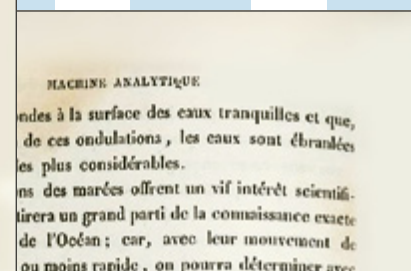 MACHINE ANALYTIQUE
ondes à la surface des eaux tranquilles et que,
de ces ondulations, les eaux sont ébranlées
les plus considérables.
ns des marées offrent un vif intérêt scientifi-
tirera un grand parti de la connaissance exacte
de l'Océan; car, avec leur mouvement de
ou moins rapide, on pourra déterminer avec